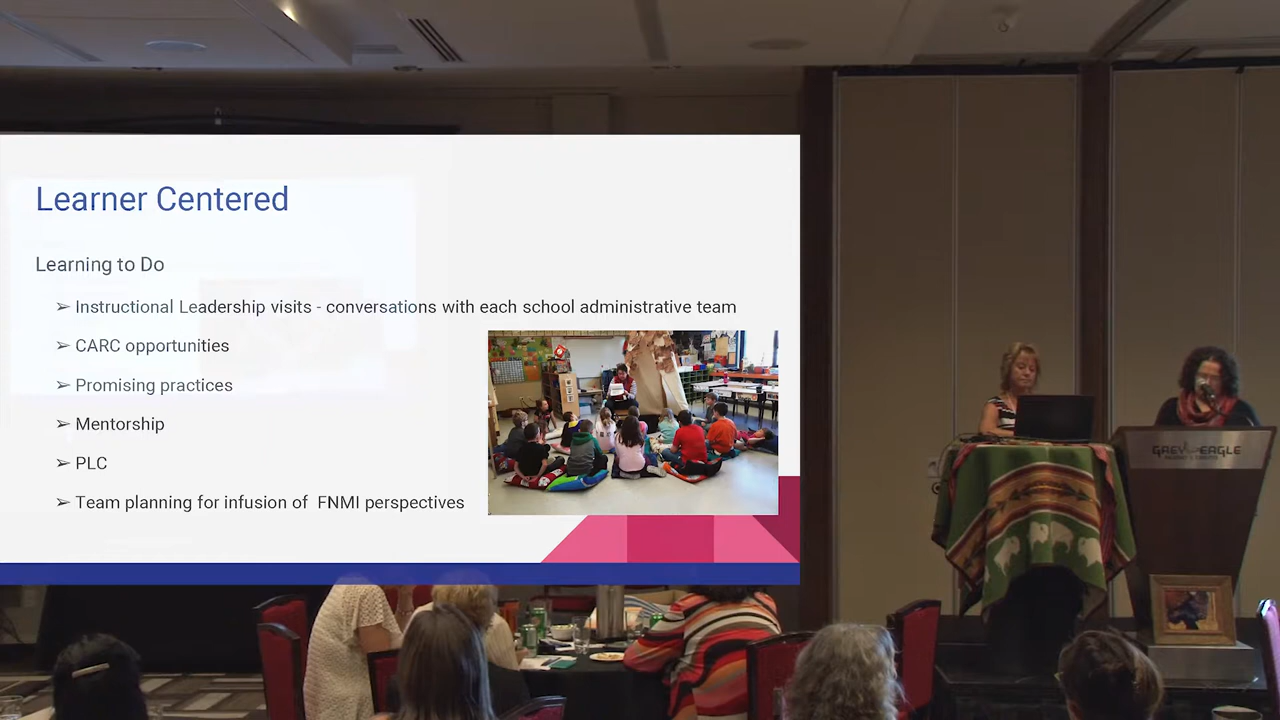 Learner Centered
Learning to Do
➢ Instructional Leadership visits - conversations with each school administrative team
➢ CARC opportunities
➢ Promising practices
➢ Mentorship
➢ PLC
➢ Team planning for infusion of FNMI perspectives
GREY EAGLE